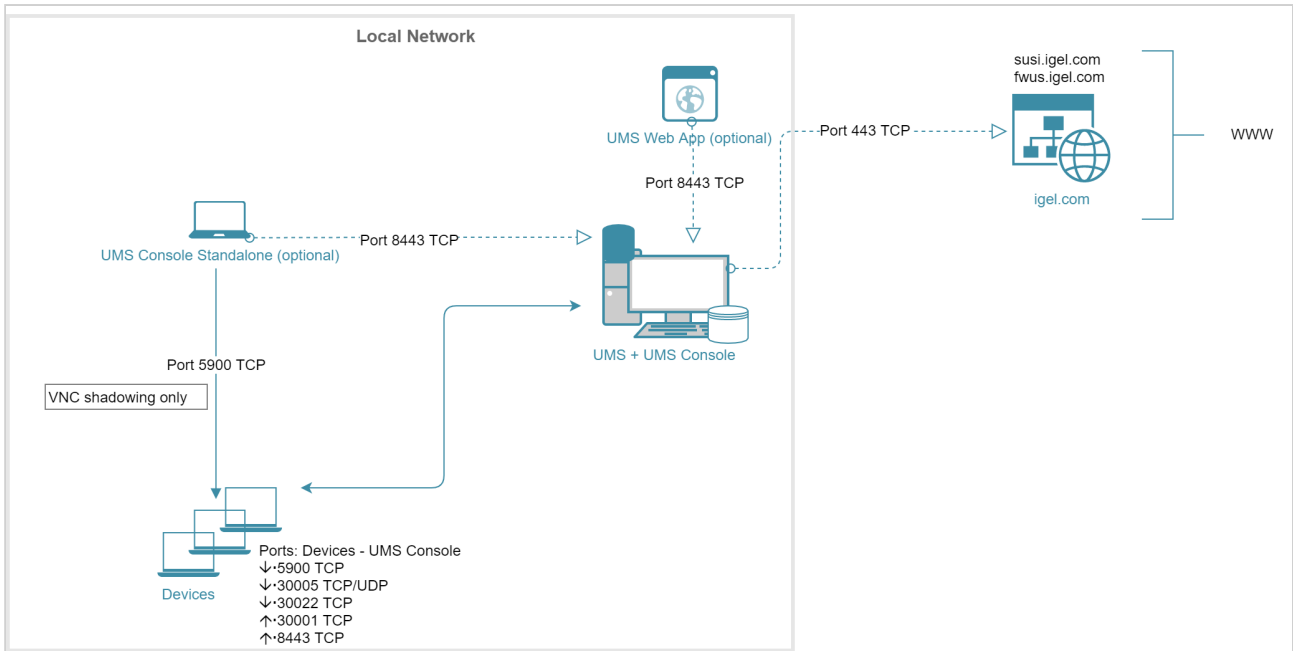 Local Network
susi.igel.com
fwus.igel.com
UMS Web App (optional)
Port 443 TCP
WWW
Port 8443 TCP
igel.com
Port 8443 TCP
UMS Console Standalone (optional)
UMS + UMS Console
Port 5900 TCP
VNC shadowing only
Ports: Devices - UMS Console
↓·5900 TCP
↓·30005 TCP/UDP
↓·30022 TCP
↑·30001 TCP
↑·8443 TCP
Devices